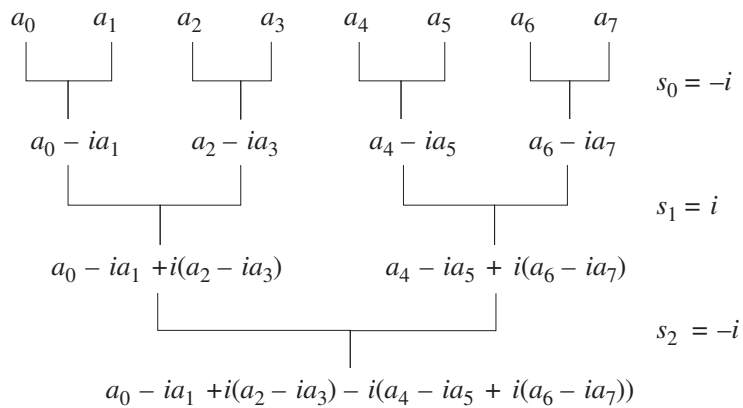 a₀ a₁ a₂ a₃ a₄ a₅ a₆ a₇
s₀ = –i
a₀ – ia₁ a₂ – ia₃ a₄ – ia₅ a₆ – ia₇
s₁ = i
a₀ – ia₁ +i(a₂ – ia₃) a₄ – ia₅ + i(a₆ – ia₇)
s₂ = –i
a₀ – ia₁ +i(a₂ – ia₃) – i(a₄ – ia₅ + i(a₆ – ia₇))